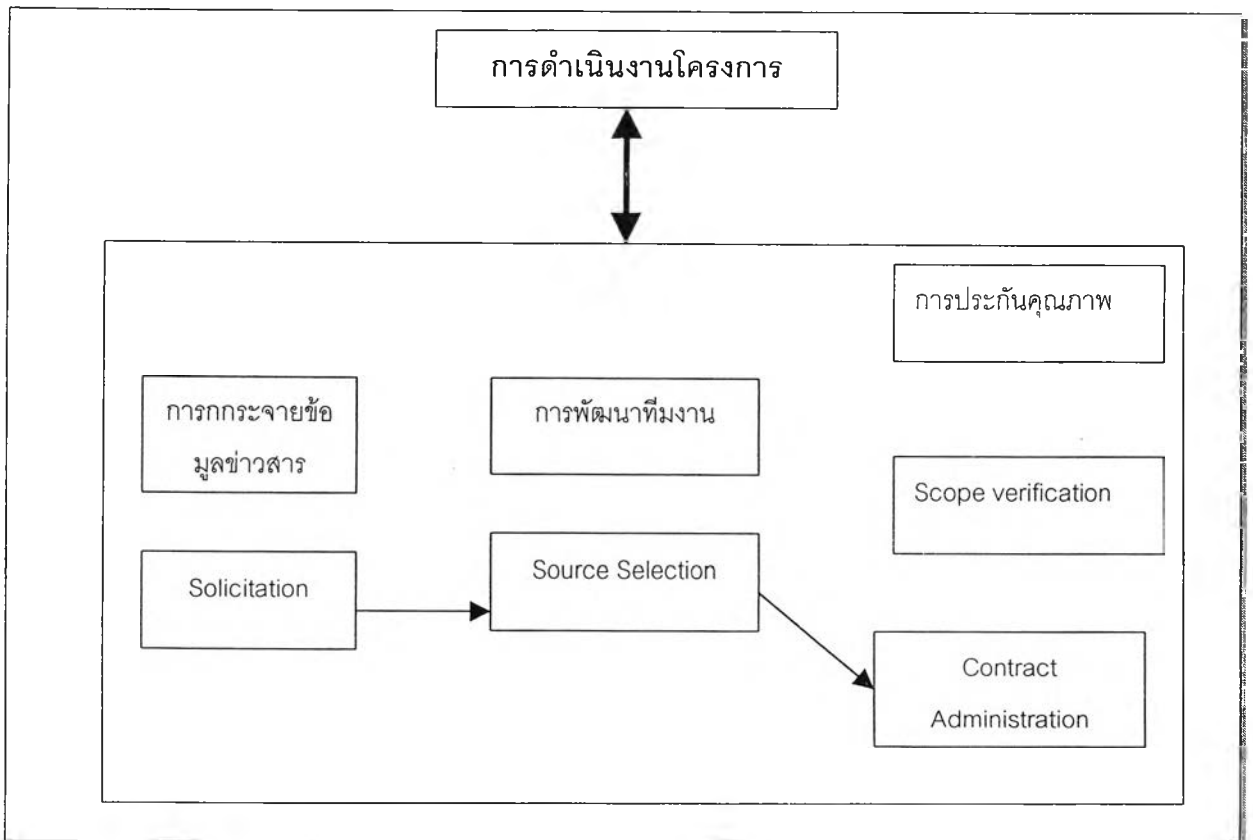 การดำเนินงานโครงการ
การประกันคุณภาพ
การกกระจายข้อ
มูลข่าวสาร
การพัฒนาทีมงาน
Scope verification
Solicitation
Source Selection
Contract
Administration